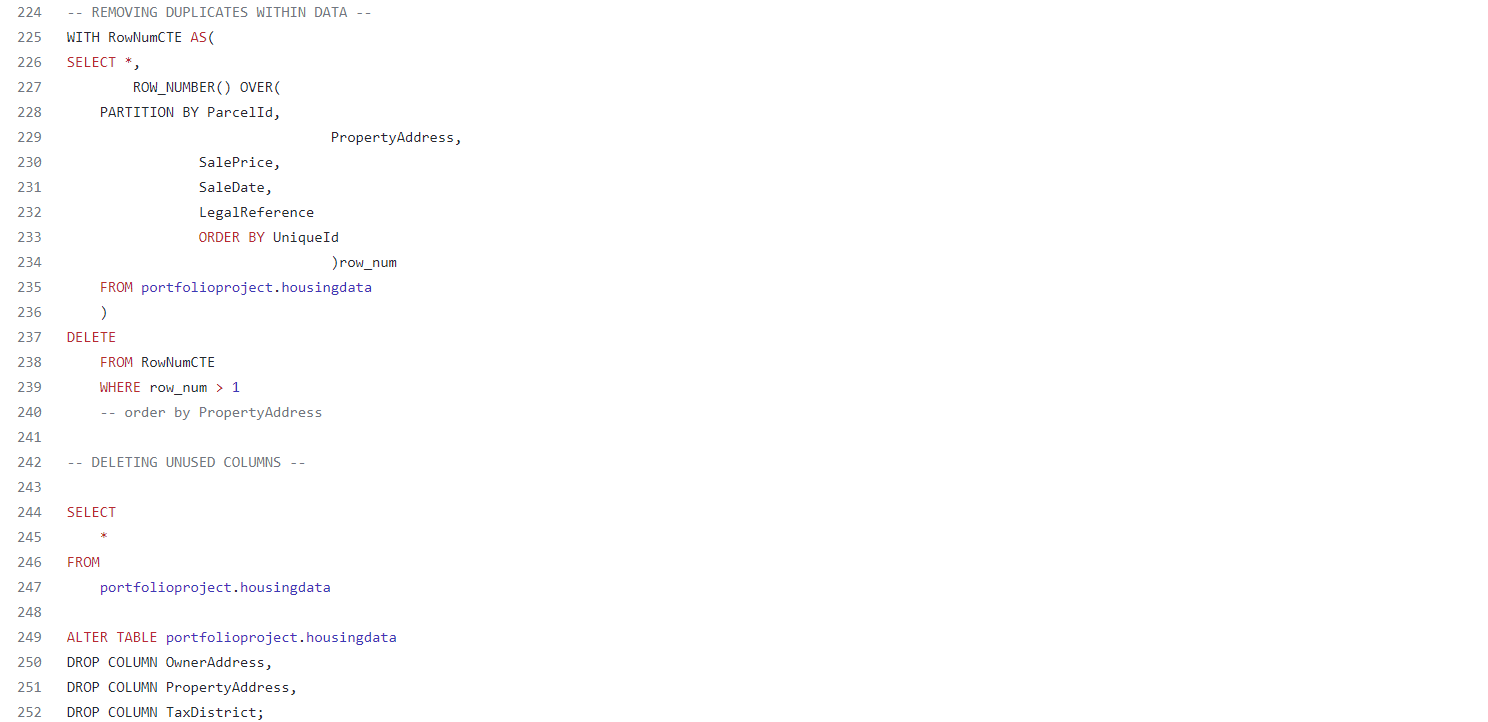 224 -- REMOVING DUPLICATES WITHIN DATA --
225 WITH RowNumCTE AS(
226 SELECT *,
227 ROW_NUMBER() OVER(
228 PARTITION BY ParcelId,
229 PropertyAddress,
230 SalePrice,
231 SaleDate,
232 LegalReference
233 ORDER BY UniqueId
234 )row_num
235 FROM portfolioproject.housingdata
236 )
237 DELETE
238 FROM RowNumCTE
239 WHERE row_num > 1
240 -- order by PropertyAddress
241
242 -- DELETING UNUSED COLUMNS --
243
244 SELECT
245 *
246 FROM
247 portfolioproject.housingdata
248
249 ALTER TABLE portfolioproject.housingdata
250 DROP COLUMN OwnerAddress,
251 DROP COLUMN PropertyAddress,
252 DROP COLUMN TaxDistrict;